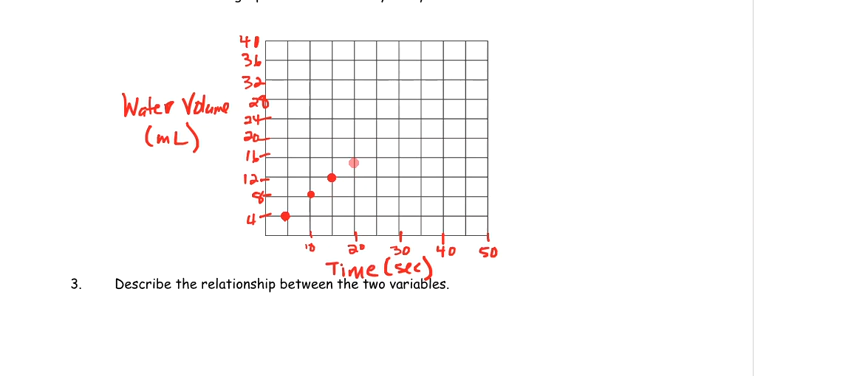 40
36
32
28
24
20
16
12
8
4
Water Volume
(mL)
10 20 30 40 50
Time (sec)
3. Describe the relationship between the two variables.